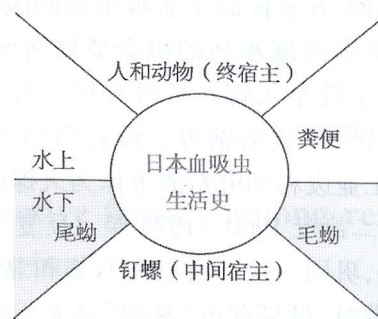 人和动物（终宿主）
粪便
水上
日本血吸虫
生活史
水下
尾蚴
毛蚴
钉螺（中间宿主）